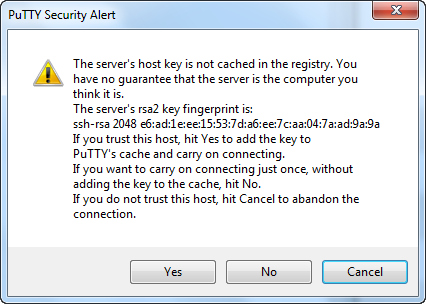 PuTTY Security Alert
The server's host key is not cached in the registry. You
have no guarantee that the server is the computer you
think it is.
The server's rsa2 key fingerprint is:
ssh-rsa 2048 e6:ad:1e:ee:15:53:7d:a6:ee:7c:aa:04:7a:ad:9a:9a
If you trust this host, hit Yes to add the key to
PuTTY's cache and carry on connecting.
If you want to carry on connecting just once, without
adding the key to the cache, hit No.
If you do not trust this host, hit Cancel to abandon the
connection.
Yes
No
Cancel